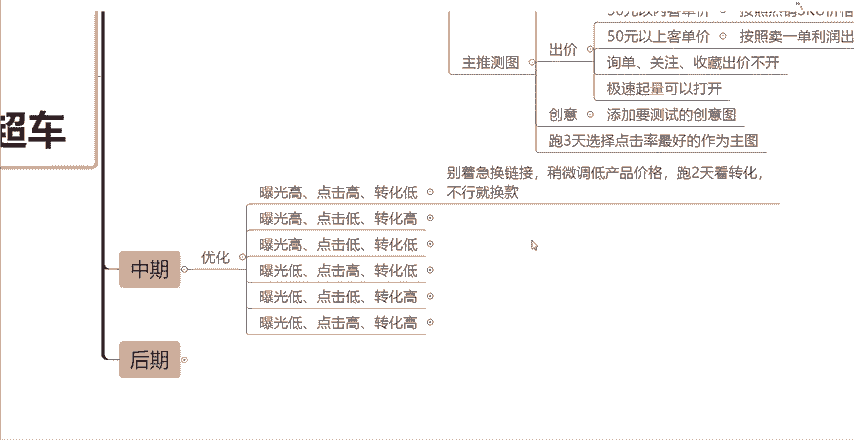 50元以上客单价
按照卖一单利润出
出价
主推测图
询单、关注、收藏出价不开
极速起量可以打开
超车
创意
添加要测试的创意图
跑3天选择点击率最好的作为主图
别着急换链接，稍微调低产品价格，跑2天看转化，
不行就换款
曝光高、点击高、转化低
曝光高、点击低、转化高
曝光高、点击低、转化低
优化
中期
曝光低、点击高、转化低
曝光低、点击低、转化高
曝光低、点击高、转化高
后期